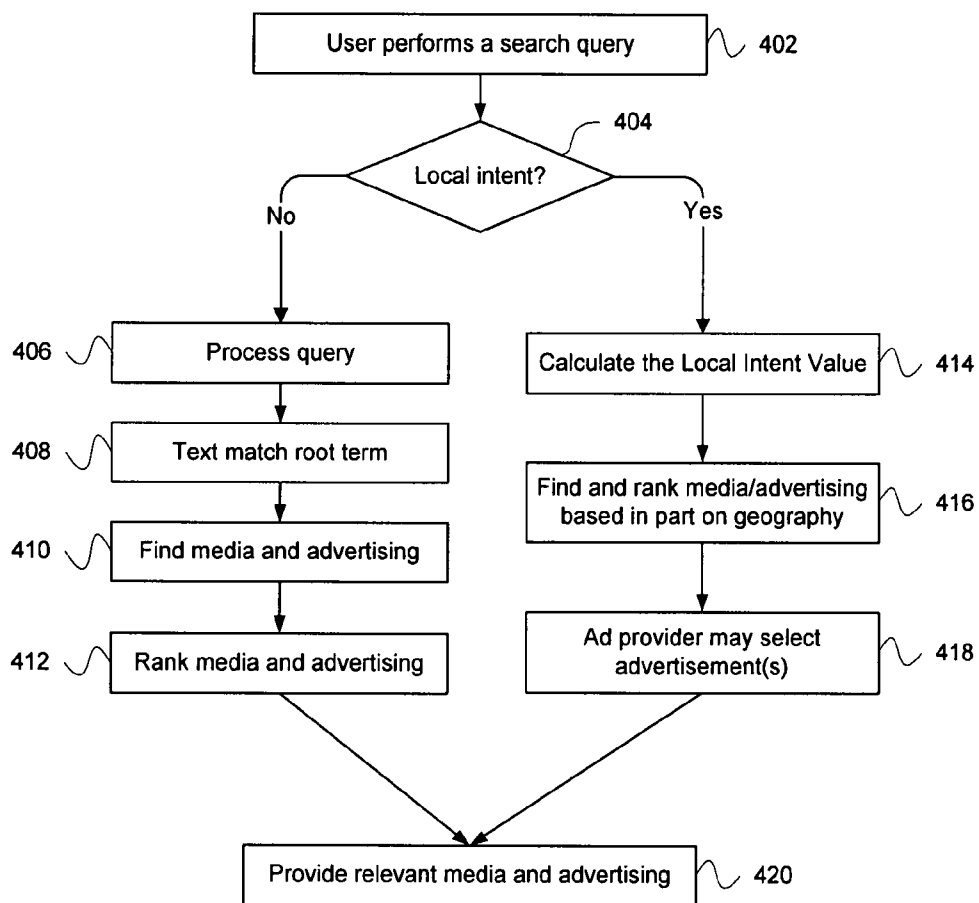 User performs a search query
402
404
Local intent?
No
Yes
406
Process query
408
Text match root term
410
Find media and advertising
412
Rank media and advertising
Calculate the Local Intent Value
414
Find and rank media/advertising
based in part on geography
416
Ad provider may select
advertisement(s)
418
Provide relevant media and advertising
420